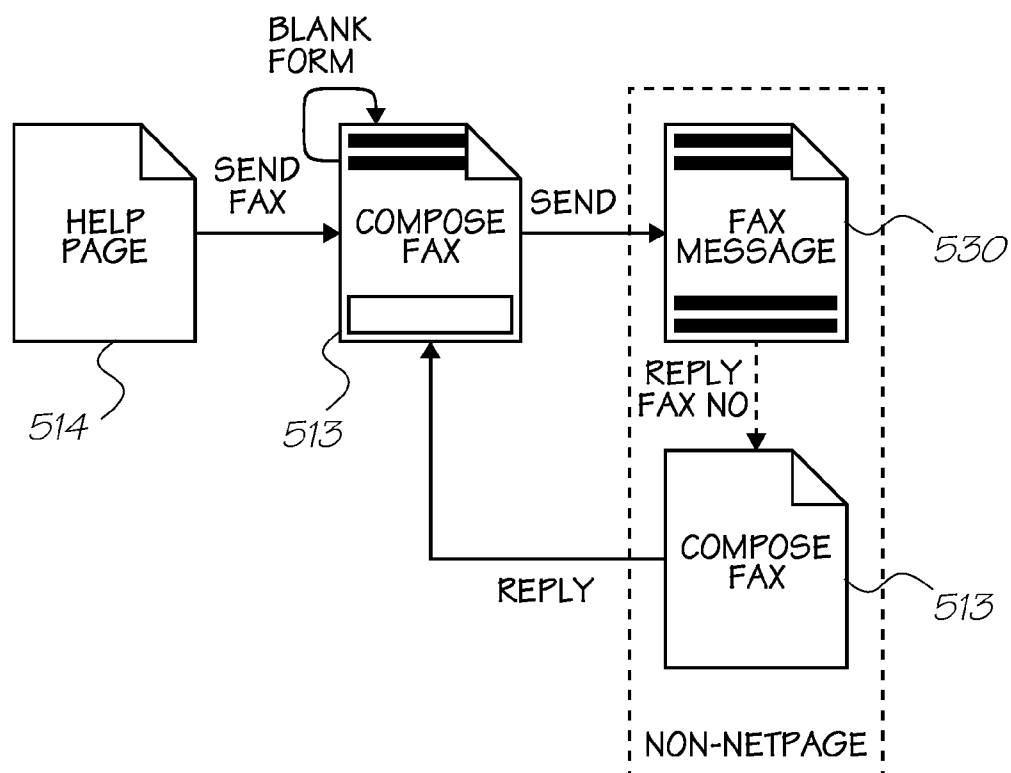 BLANK
FORM
SEND
FAX
HELP
PAGE
COMPOSE
FAX
SEND
FAX
MESSAGE
530
514
513
REPLY
FAX NO
COMPOSE
FAX
REPLY
513
NON-NETPAGE